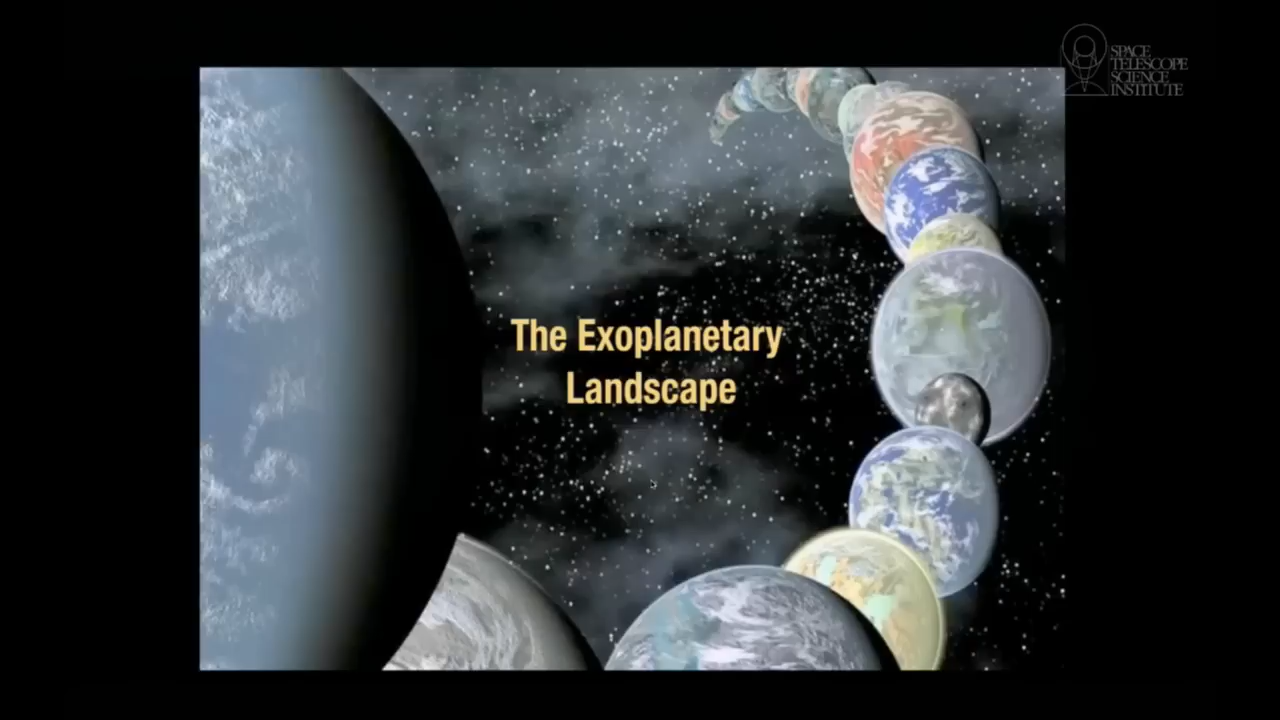 SPACE
TELESCOPE
SCIENCE
INSTITUTE
The Exoplanetary
Landscape